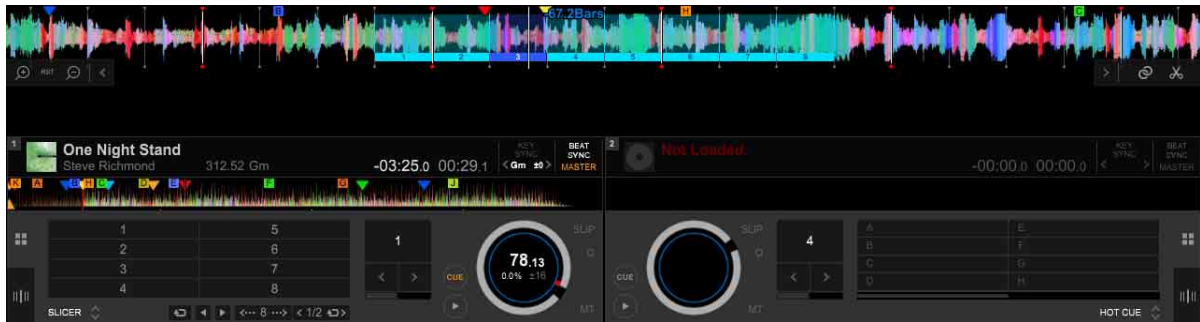 B -67.2Bars H C
1 2 3 4 5 6 7 8
RST
1 One Night Stand
Steve Richmond 312.52 Gm -03:25.0 00:29.1
KEY SYNC BEAT SYNC
< Gm ±0 > MASTER
2 Not Loaded.
-00:00.0 00:00.0
KEY SYNC BEAT SYNC
< > MASTER
K A B H C D E F G J
1 5
2 6
3 7
4 8
SLICER
8 < 1/2 >
1
< >
CUE
78.13
0.0% ±16
SLIP
Q
MT
CUE
SLIP
Q
MT
4
< >
A E
B F
C G
D H
HOT CUE